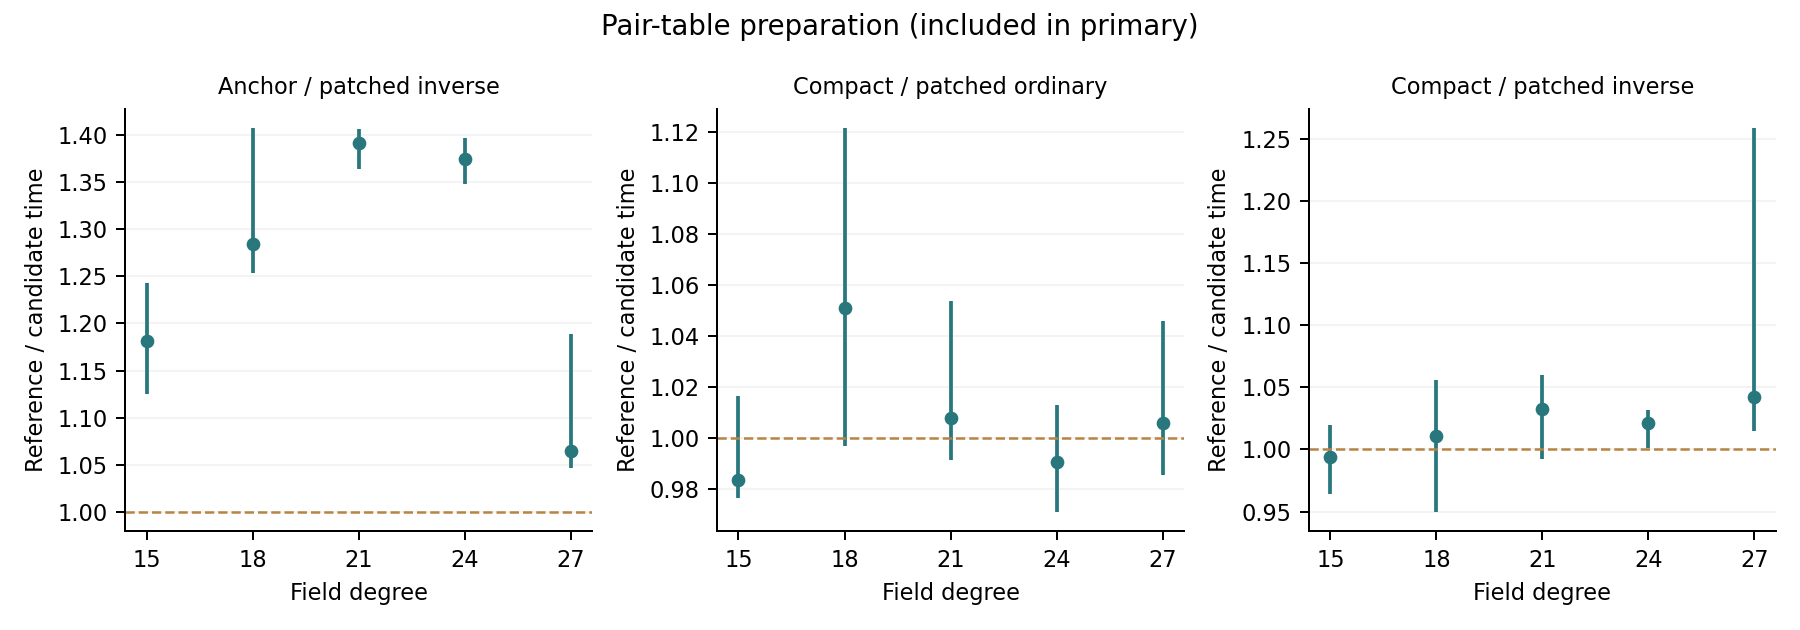 Pair-table preparation (included in primary)
Anchor / patched inverse
Reference / candidate time
1.40
1.35
1.30
1.25
1.20
1.15
1.10
1.05
1.00
15 18 21 24 27
Field degree
Compact / patched ordinary
Reference / candidate time
1.12
1.10
1.08
1.06
1.04
1.02
1.00
0.98
15 18 21 24 27
Field degree
Compact / patched inverse
Reference / candidate time
1.25
1.20
1.15
1.10
1.05
1.00
0.95
15 18 21 24 27
Field degree